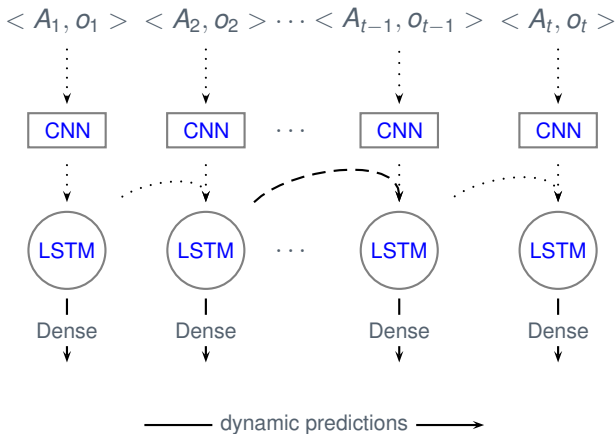 < A₁, o₁ > < A₂, o₂ > ··· < Aₜ₋₁, oₜ₋₁ > < Aₜ, oₜ >
CNN CNN ··· CNN CNN
LSTM LSTM ··· LSTM LSTM
Dense Dense Dense Dense
dynamic predictions